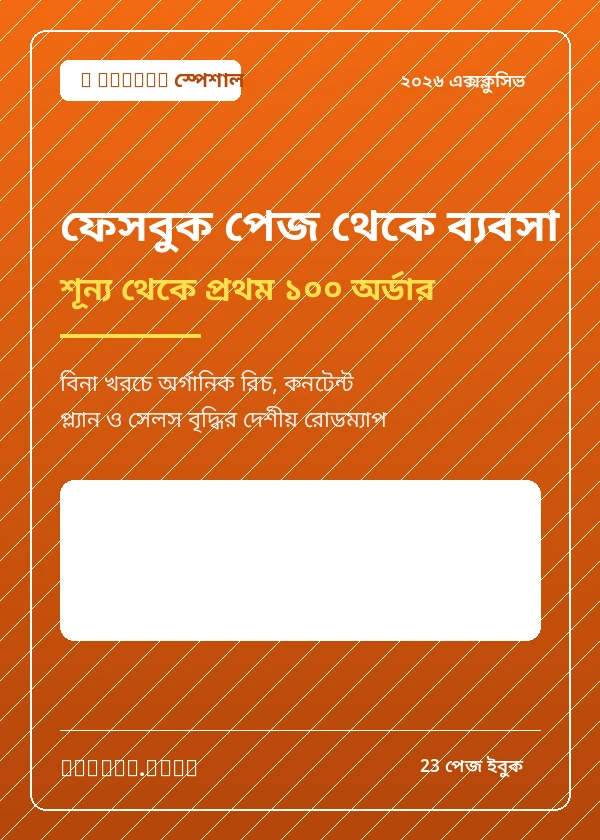 স্পেশাল
২০২৬ এক্সক্লুসিভ
ফেসবুক পেজ থেকে ব্যবসা
শূন্য থেকে প্রথম ১০০ অর্ডার
বিনা খরচে অর্গানিক রিচ, কনটেন্ট
প্ল্যান ও সেলস বৃদ্ধির দেশীয় রোডম্যাপ
23 পেজ ইবুক